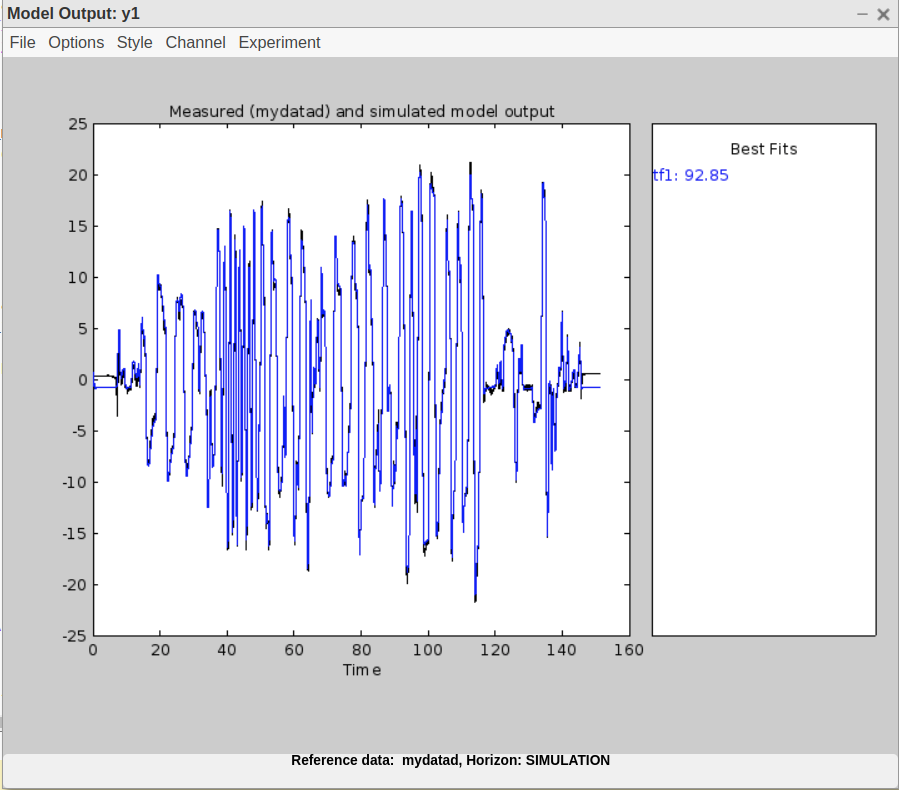 Model Output: y1
File Options Style Channel Experiment
Measured (mydatad) and simulated model output
25
20
15
10
5
0
-5
-10
-15
-20
-25
0 20 40 60 80 100 120 140 160
Time
Best Fits
tf1: 92.85
Reference data: mydatad, Horizon: SIMULATION